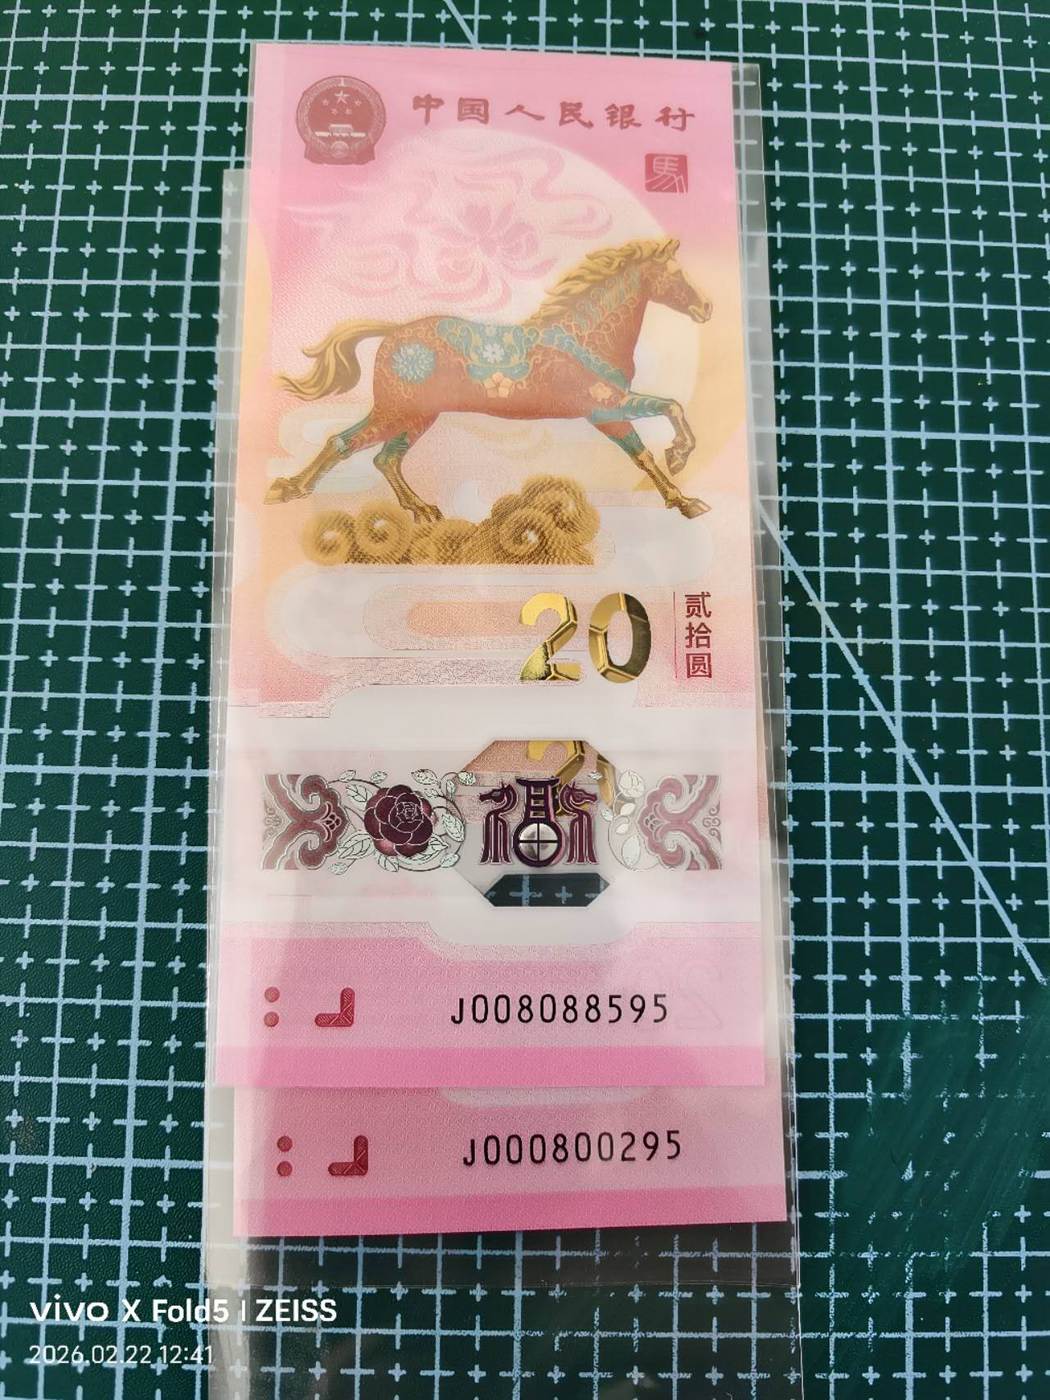 中国人民银行
馬
20
贰拾圆
J008088595
J000800295
vivo X Fold5 | ZEISS
2026.02.22 12:41